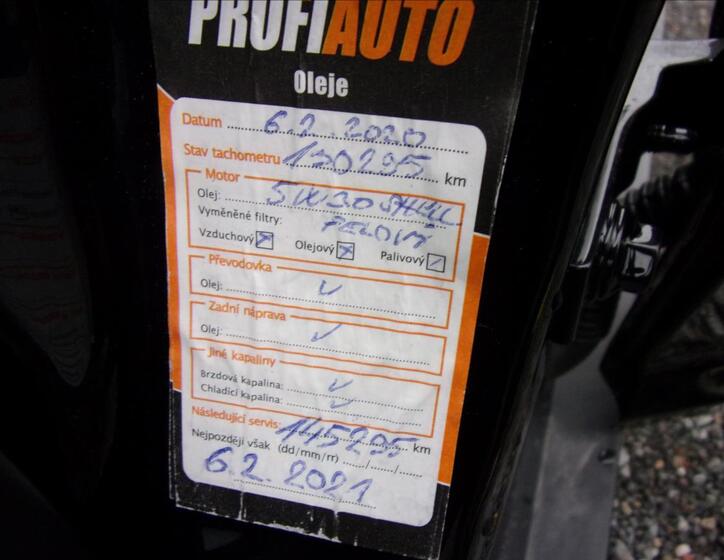 PROFIAUTO
Oleje
Datum 6.2.2020
Stav tachometru 130295 km
Motor
Olej: 5W30 SHELL
Vyměněné filtry: PELOVÝ
Vzduchový Olejový Palivový
Převodovka
Olej:
Zadní náprava
Olej:
Jiné kapaliny
Brzdová kapalina:
Chladící kapalina:
Následující servis: 145295 km
Nejpozději však (dd/mm/rr) ..../..../....
6.2.2021